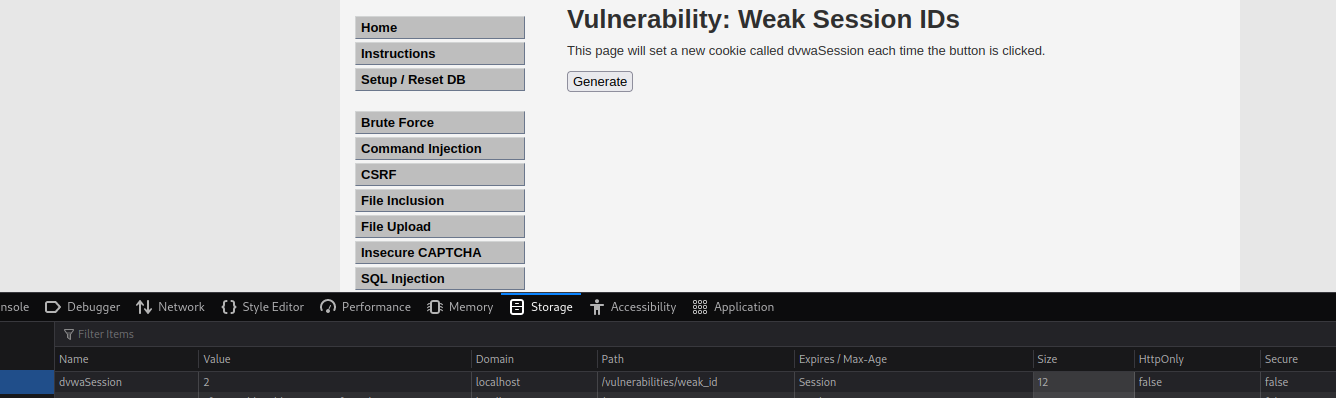 Vulnerability: Weak Session IDs
This page will set a new cookie called dvwaSession each time the button is clicked.
Generate
Home
Instructions
Setup / Reset DB
Brute Force
Command Injection
CSRF
File Inclusion
File Upload
Insecure CAPTCHA
SQL Injection
nsole Debugger Network Style Editor Performance Memory Storage Accessibility Application
Filter Items
Name Value Domain Path Expires / Max-Age Size HttpOnly Secure
dvwaSession 2 localhost /vulnerabilities/weak_id Session 12 false false